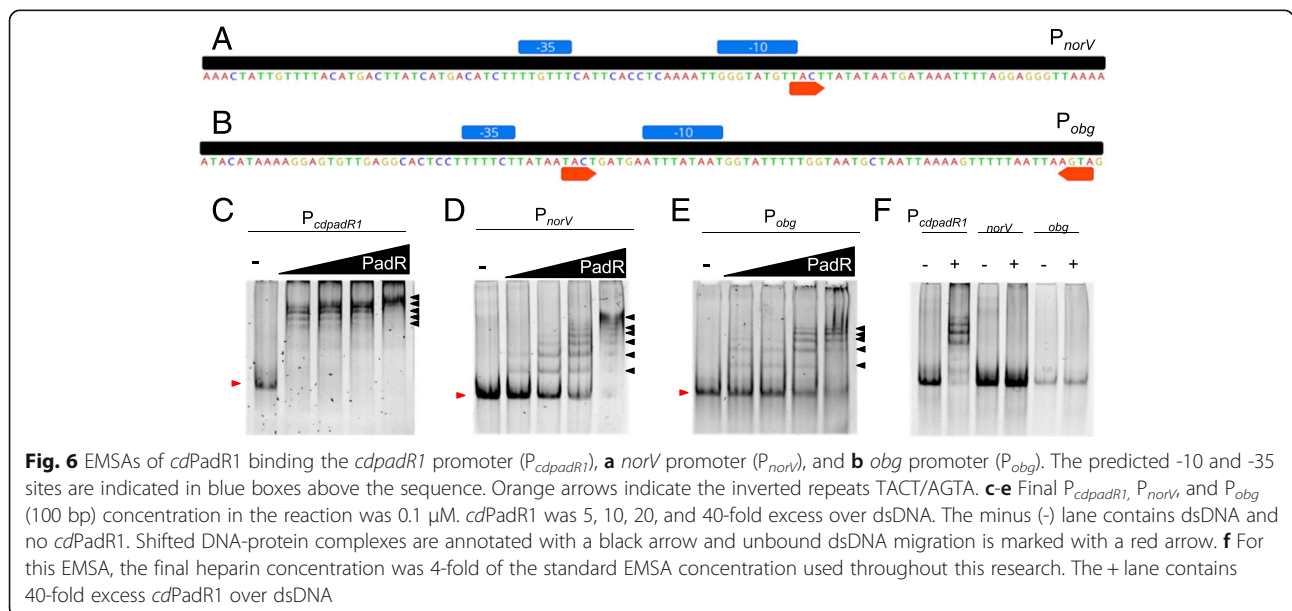 A
-35
-10
PnorV
AAACTATTGTTTTACATGACTTATCATGACATCTTTTGTTTCATTCACCTCAAAATTGGGTATGTTACTTATATAATGATAAATTTTAGGAGGGTTAAAA
B
-35
-10
Pobg
ATACATAAAAGGAGTGTTGAGGCACTCCTTTTTCTTATAATACTGATGAATTTATAATGGTATTTTTGGTAATGCTAATTAAAAGTTTTTAATTAAGTAG
C
PcdpadR1
-
PadR
D
PnorV
-
PadR
E
Pobg
-
PadR
F
PcdpadR1 norV obg
- + - + - +
Fig. 6 EMSAs of cdPadR1 binding the cdpadR1 promoter (PcdpadR1), a norV promoter (PnorV), and b obg promoter (Pobg). The predicted -10 and -35
sites are indicated in blue boxes above the sequence. Orange arrows indicate the inverted repeats TACT/AGTA. c-e Final PcdpadR1, PnorV, and Pobg
(100 bp) concentration in the reaction was 0.1 μM. cdPadR1 was 5, 10, 20, and 40-fold excess over dsDNA. The minus (-) lane contains dsDNA and
no cdPadR1. Shifted DNA-protein complexes are annotated with a black arrow and unbound dsDNA migration is marked with a red arrow. f For
this EMSA, the final heparin concentration was 4-fold of the standard EMSA concentration used throughout this research. The + lane contains
40-fold excess cdPadR1 over dsDNA